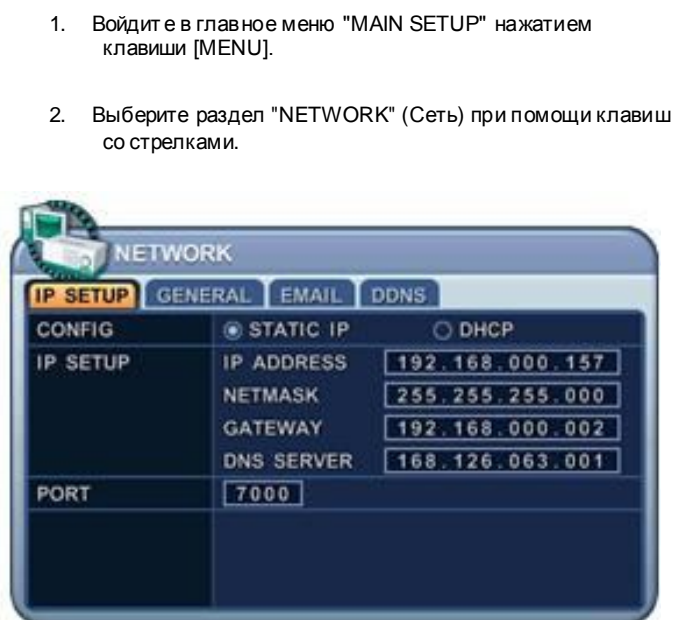 1. Войдите в главное меню "MAIN SETUP" нажатием
клавиши [MENU].
2. Выберите раздел "NETWORK" (Сеть) при помощи клавиш
со стрелками.
NETWORK
IP SETUP GENERAL EMAIL DDNS
CONFIG STATIC IP DHCP
IP SETUP IP ADDRESS 192.168.000.157
NETMASK 255.255.255.000
GATEWAY 192.168.000.002
DNS SERVER 168.126.063.001
PORT 7000